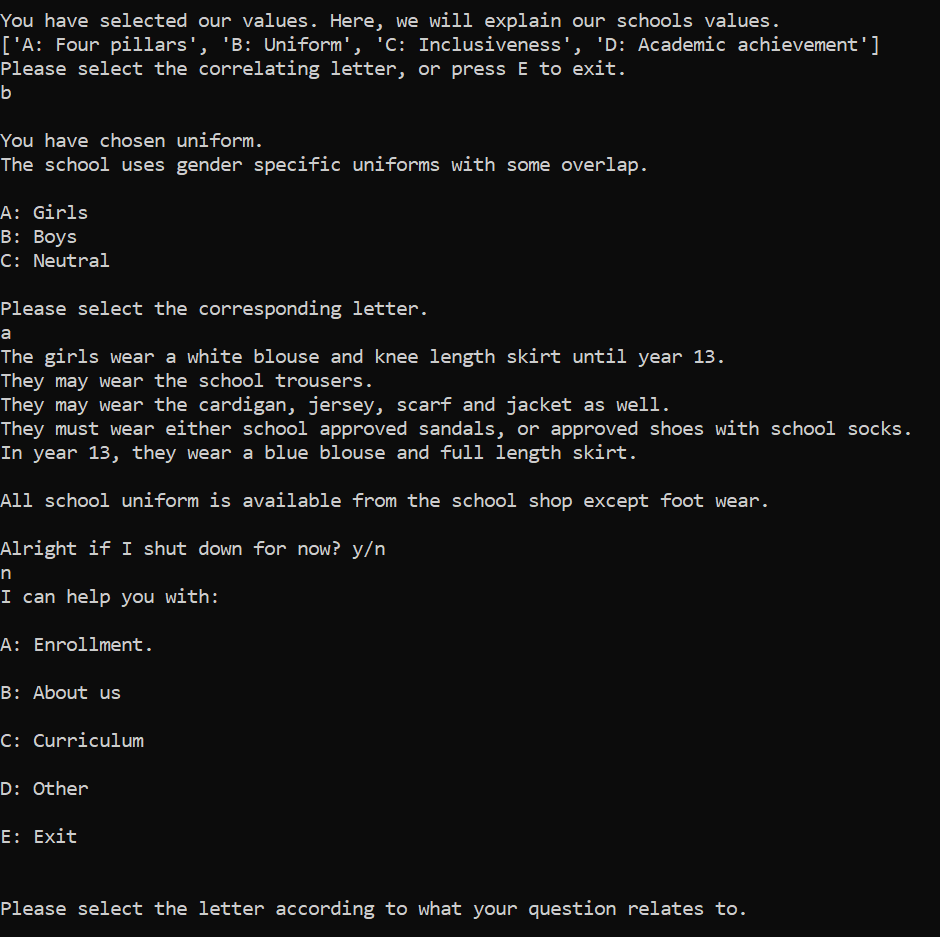 You have selected our values. Here, we will explain our schools values.
['A: Four pillars', 'B: Uniform', 'C: Inclusiveness', 'D: Academic achievement']
Please select the correlating letter, or press E to exit.
b
You have chosen uniform.
The school uses gender specific uniforms with some overlap.
A: Girls
B: Boys
C: Neutral
Please select the corresponding letter.
a
The girls wear a white blouse and knee length skirt until year 13.
They may wear the school trousers.
They may wear the cardigan, jersey, scarf and jacket as well.
They must wear either school approved sandals, or approved shoes with school socks.
In year 13, they wear a blue blouse and full length skirt.
All school uniform is available from the school shop except foot wear.
Alright if I shut down for now? y/n
n
I can help you with:
A: Enrollment.
B: About us
C: Curriculum
D: Other
E: Exit
Please select the letter according to what your question relates to.